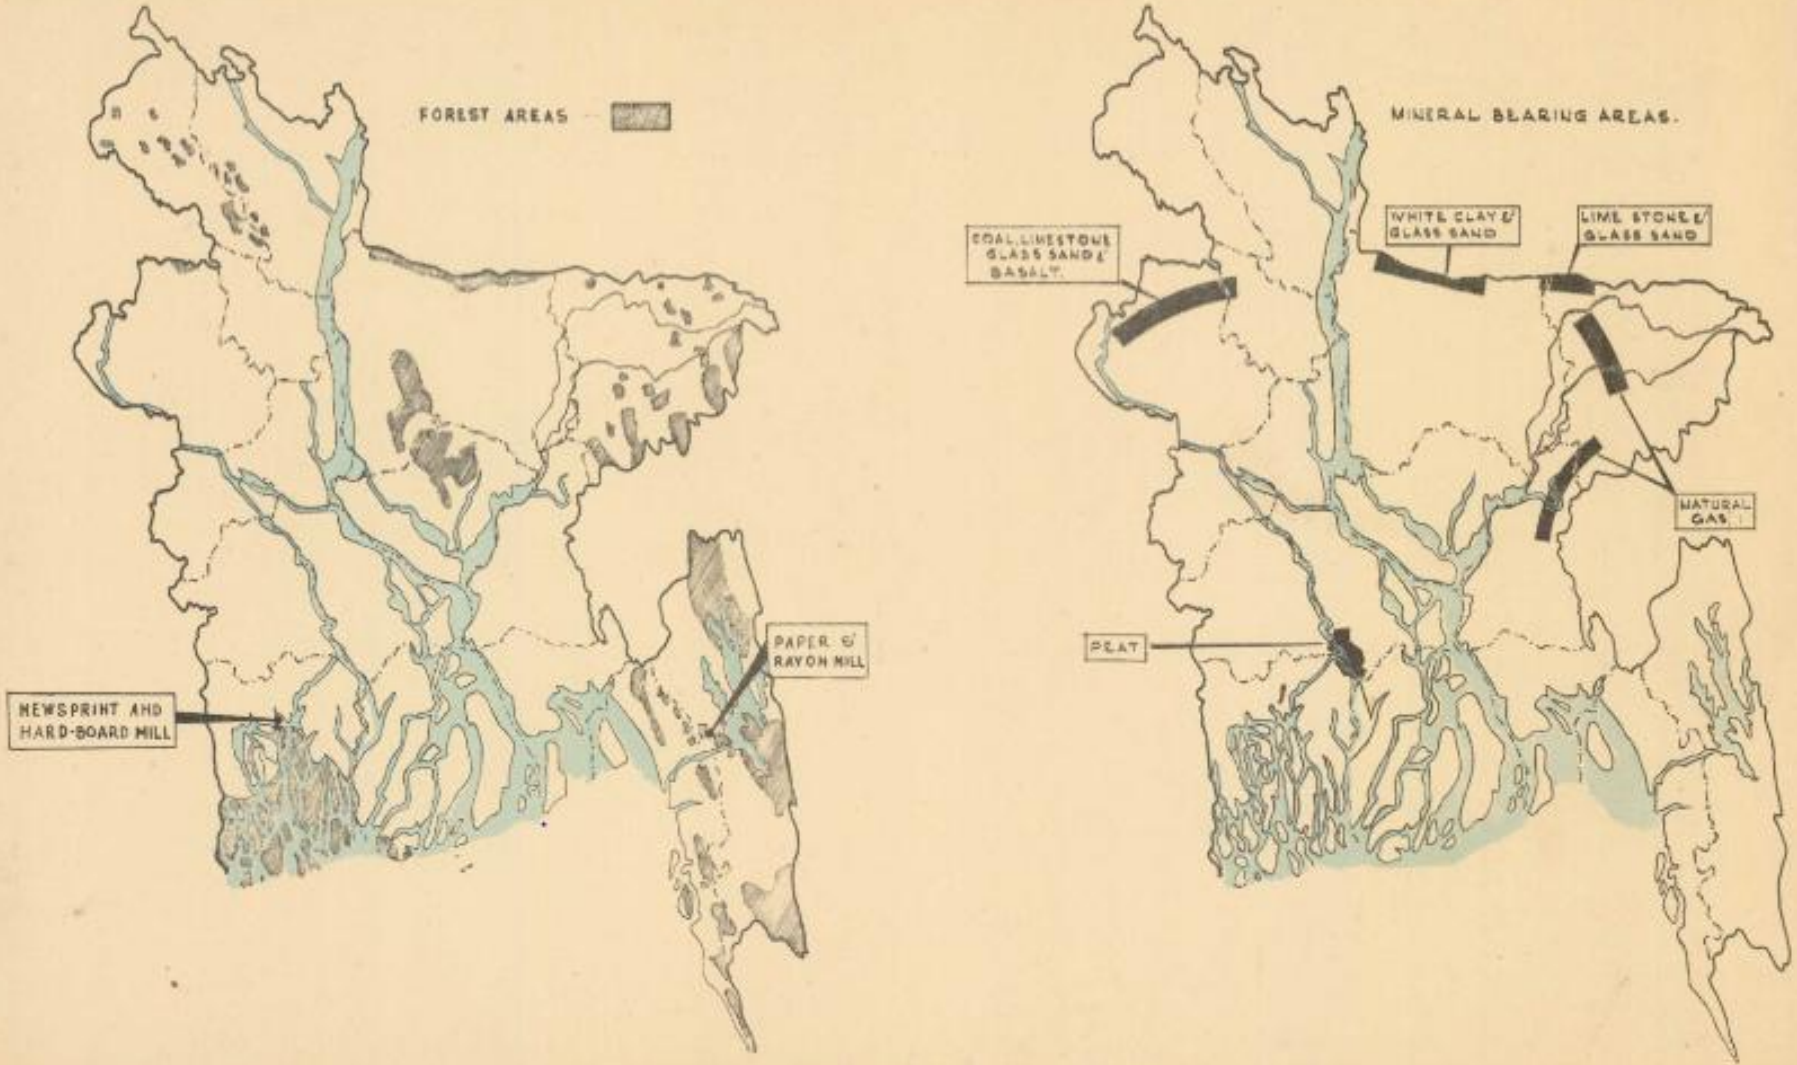 FOREST AREAS
NEWSPRINT AND
HARD-BOARD MILL
PAPER &
RAYON MILL
MINERAL BEARING AREAS.
COAL, LIMESTONE
GLASS SAND &
BASALT.
WHITE CLAY &
GLASS SAND
LIME STONE &
GLASS SAND
NATURAL
GAS
PEAT